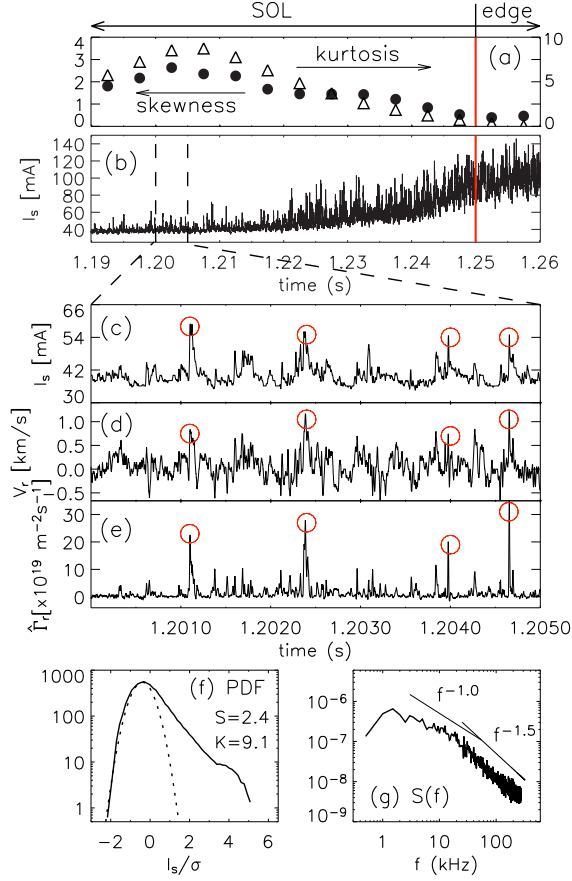 SOL edge
4 10
3 kurtosis (a)
2 5
1 skewness
0 0
140 (b)
120
100
80
60
40
I_s [mA]
1.19 1.20 1.21 1.22 1.23 1.24 1.25 1.26
time (s)
66 (c)
54
42
30
I_s [mA]
1.0 (d)
0.5
0.0
0.5
V_r [km/s]
30 (e)
20
10
0
Γ̂_r[x10^19 m^-2s^-1]
1.2010 1.2020 1.2030 1.2040 1.2050
time (s)
1000 (f) PDF
100 S=2.4
10 K=9.1
1
-2 0 2 4 6
I_s/σ
10^-6 f^-1.0
10^-7 f^-1.5
10^-8 (g) S(f)
10^-9
1 10 100
f (kHz)